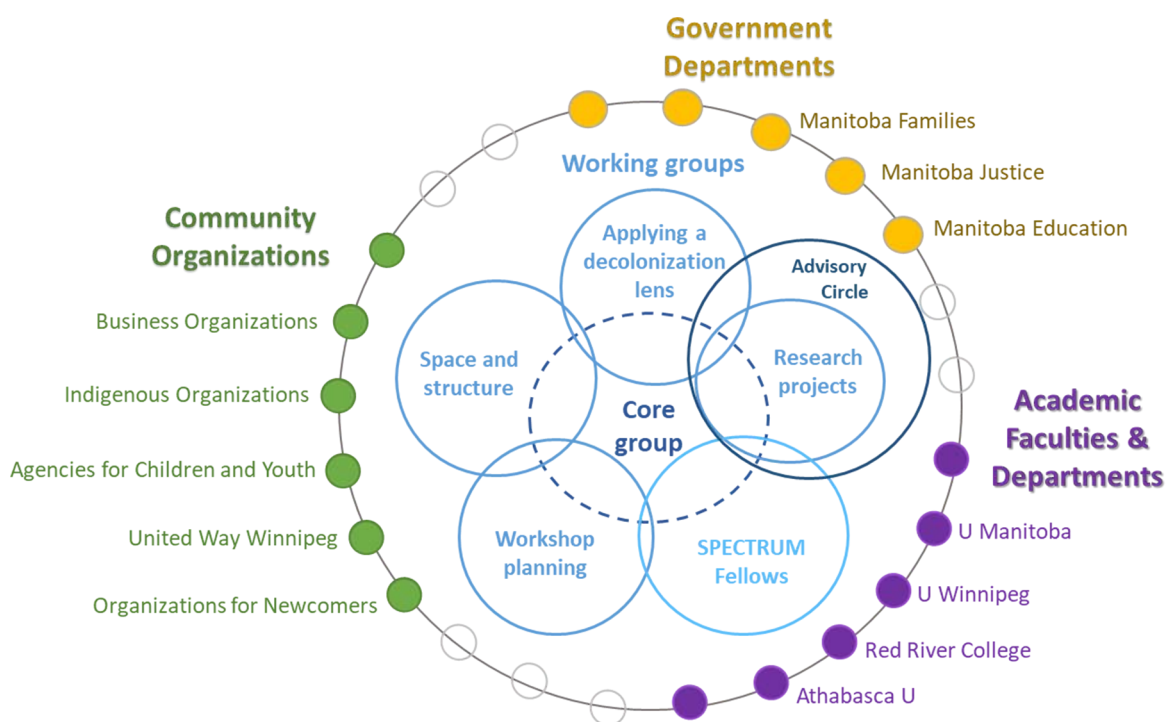 Government
Departments
Manitoba Families
Working groups
Manitoba Justice
Community
Organizations
Applying a
decolonization
lens
Manitoba Education
Advisory
Circle
Business Organizations
Space and
structure
Research
projects
Indigenous Organizations
Core
group
Academic
Faculties &
Departments
Agencies for Children and Youth
United Way Winnipeg
Workshop
planning
SPECTRUM
Fellows
U Manitoba
Organizations for Newcomers
U Winnipeg
Red River College
Athabasca U